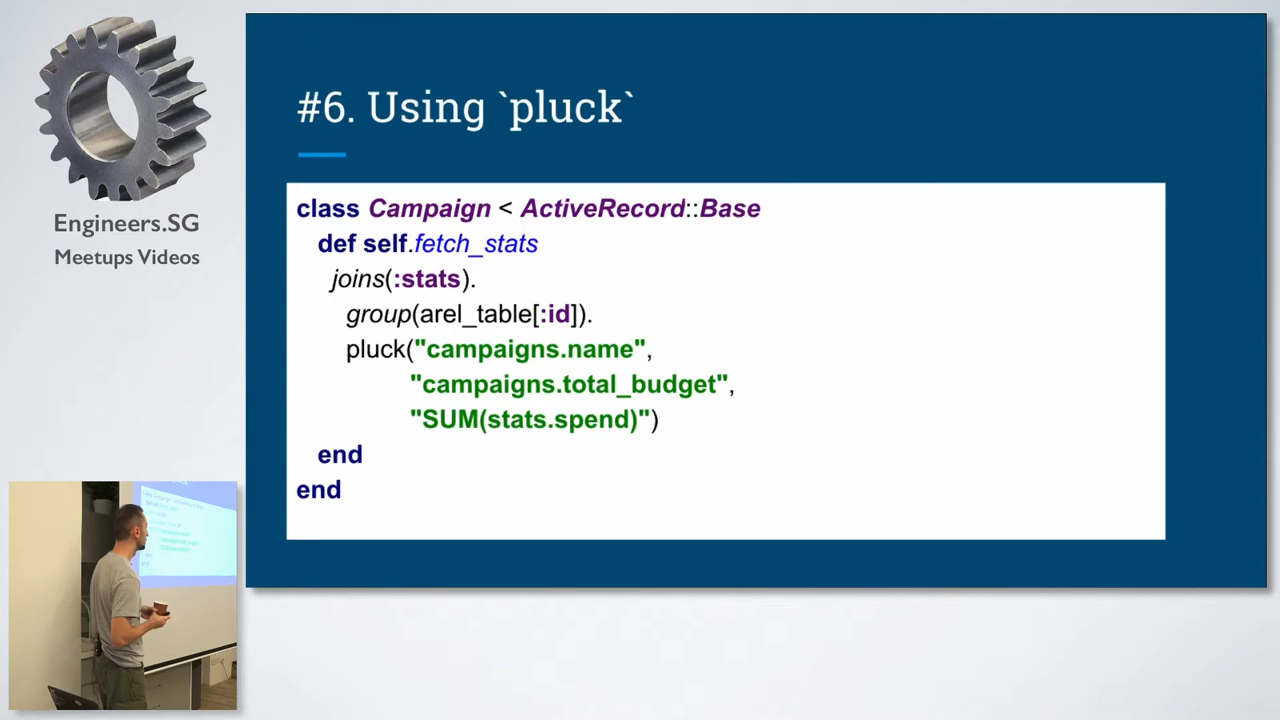 Engineers.SG
Meetups Videos
#6. Using `pluck`
class Campaign < ActiveRecord::Base
def self.fetch_stats
joins(:stats).
group(arel_table[:id]).
pluck("campaigns.name",
"campaigns.total_budget",
"SUM(stats.spend)")
end
end